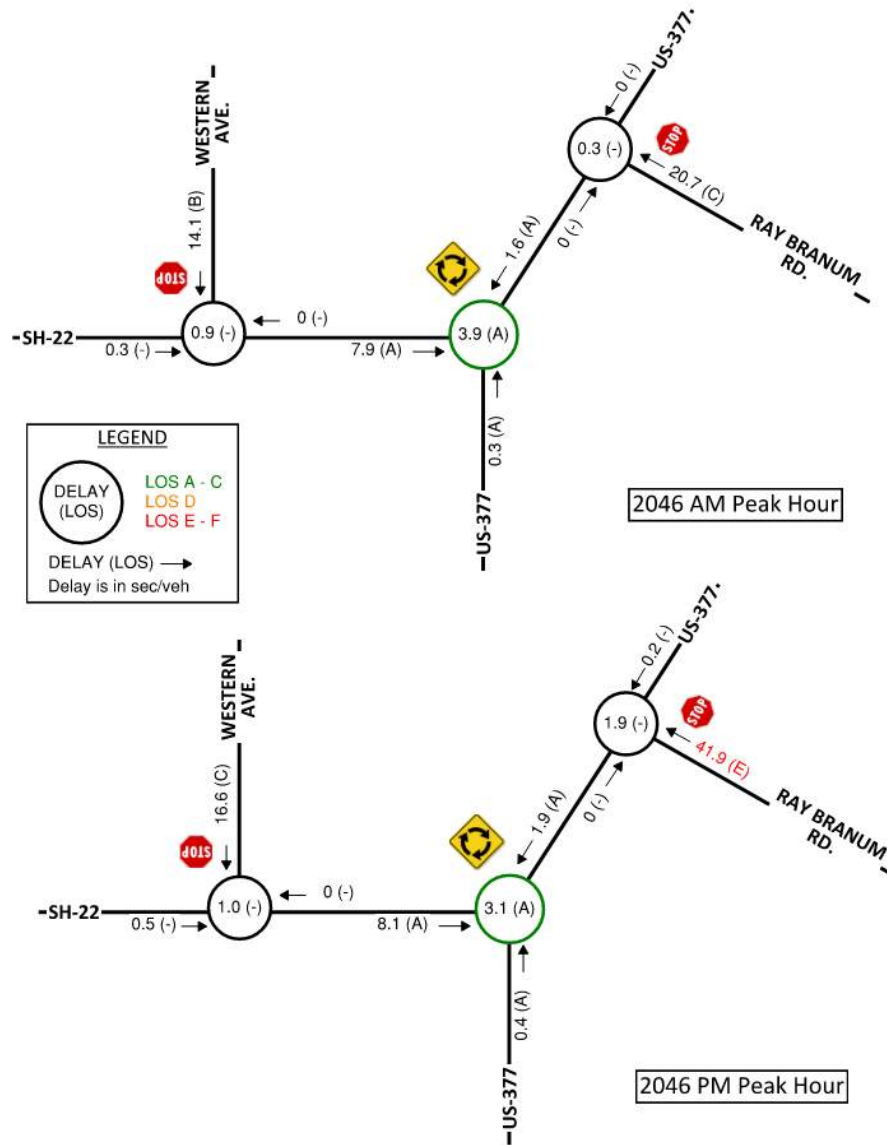 US-377
0 (-)
STOP
0.3 (-)
20.7 (C)
RAY BRANUM
RD.
WESTERN
AVE.
14.1 (B)
STOP
1.6 (A)
0 (-)
SH-22
0.9 (-)
0 (-)
3.9 (A)
0.3 (-)
7.9 (A)
0.3 (A)
US-377
LEGEND
DELAY
(LOS)
LOS A - C
LOS D
LOS E - F
DELAY (LOS)
Delay is in sec/veh
2046 AM Peak Hour
US-377
0.2 (-)
STOP
1.9 (-)
41.9 (E)
RAY BRANUM
RD.
WESTERN
AVE.
16.6 (C)
STOP
1.9 (A)
0 (-)
SH-22
1.0 (-)
0 (-)
3.1 (A)
0.5 (-)
8.1 (A)
0.4 (A)
US-377
2046 PM Peak Hour